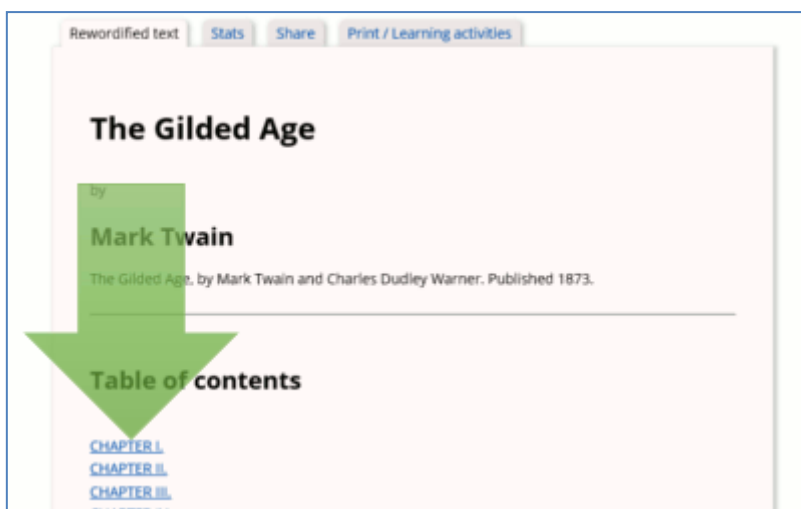 Rewordified text Stats Share Print / Learning activities
The Gilded Age
by
Mark Twain
The Gilded Age, by Mark Twain and Charles Dudley Warner. Published 1873.
Table of contents
CHAPTER I.
CHAPTER II.
CHAPTER III.